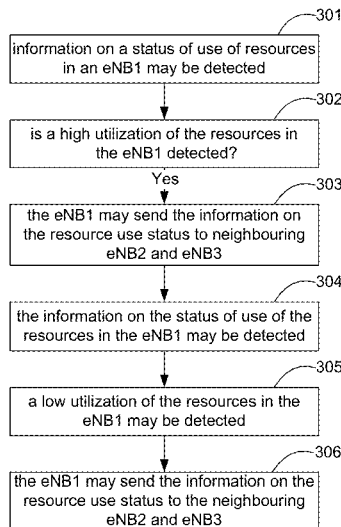 301
information on a status of use of resources
in an eNB1 may be detected
302
is a high utilization of the resources in
the eNB1 detected?
Yes
303
the eNB1 may send the information on
the resource use status to neighbouring
eNB2 and eNB3
304
the information on the status of use of the
resources in the eNB1 may be detected
305
a low utilization of the resources in the
eNB1 may be detected
306
the eNB1 may send the information on the
resource use status to the neighbouring
eNB2 and eNB3